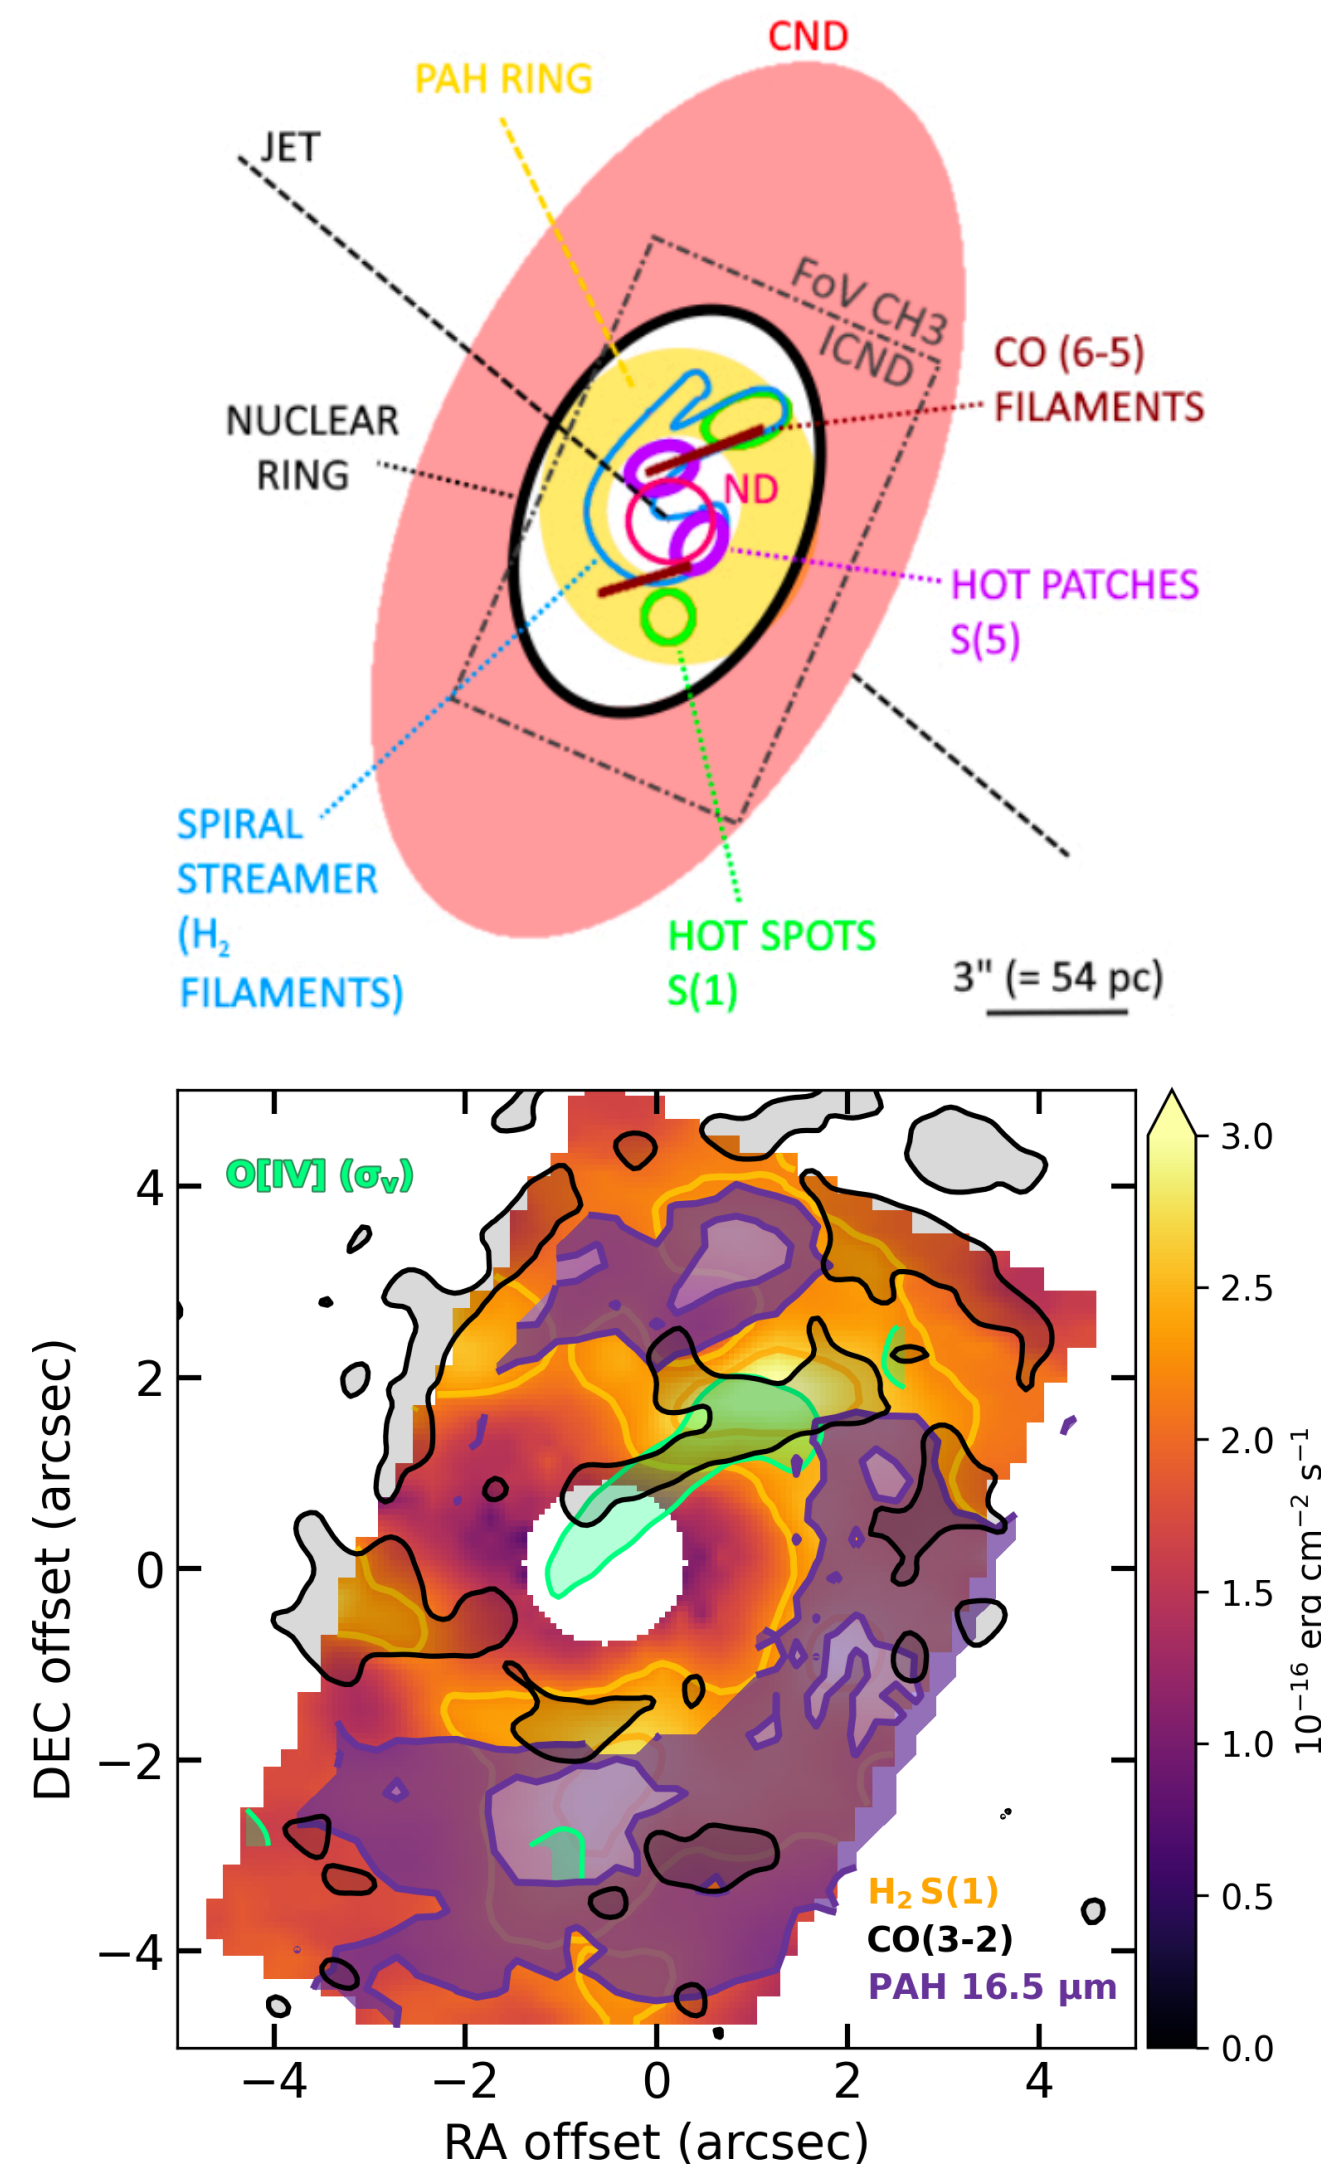 CND
PAH RING
JET
FoV CH3
ICND
CO (6-5)
FILAMENTS
NUCLEAR
RING
ND
HOT PATCHES
S(5)
SPIRAL
STREAMER
(H₂
FILAMENTS)
HOT SPOTS
S(1)
3" (= 54 pc)
O[IV] (σᵥ)
H₂ S(1)
CO(3-2)
PAH 16.5 μm
4
2
0
−2
−4
DEC offset (arcsec)
−4
−2
0
2
4
RA offset (arcsec)
3.0
2.5
2.0
1.5
1.0
0.5
0.0
10⁻¹⁶ erg cm⁻² s⁻¹